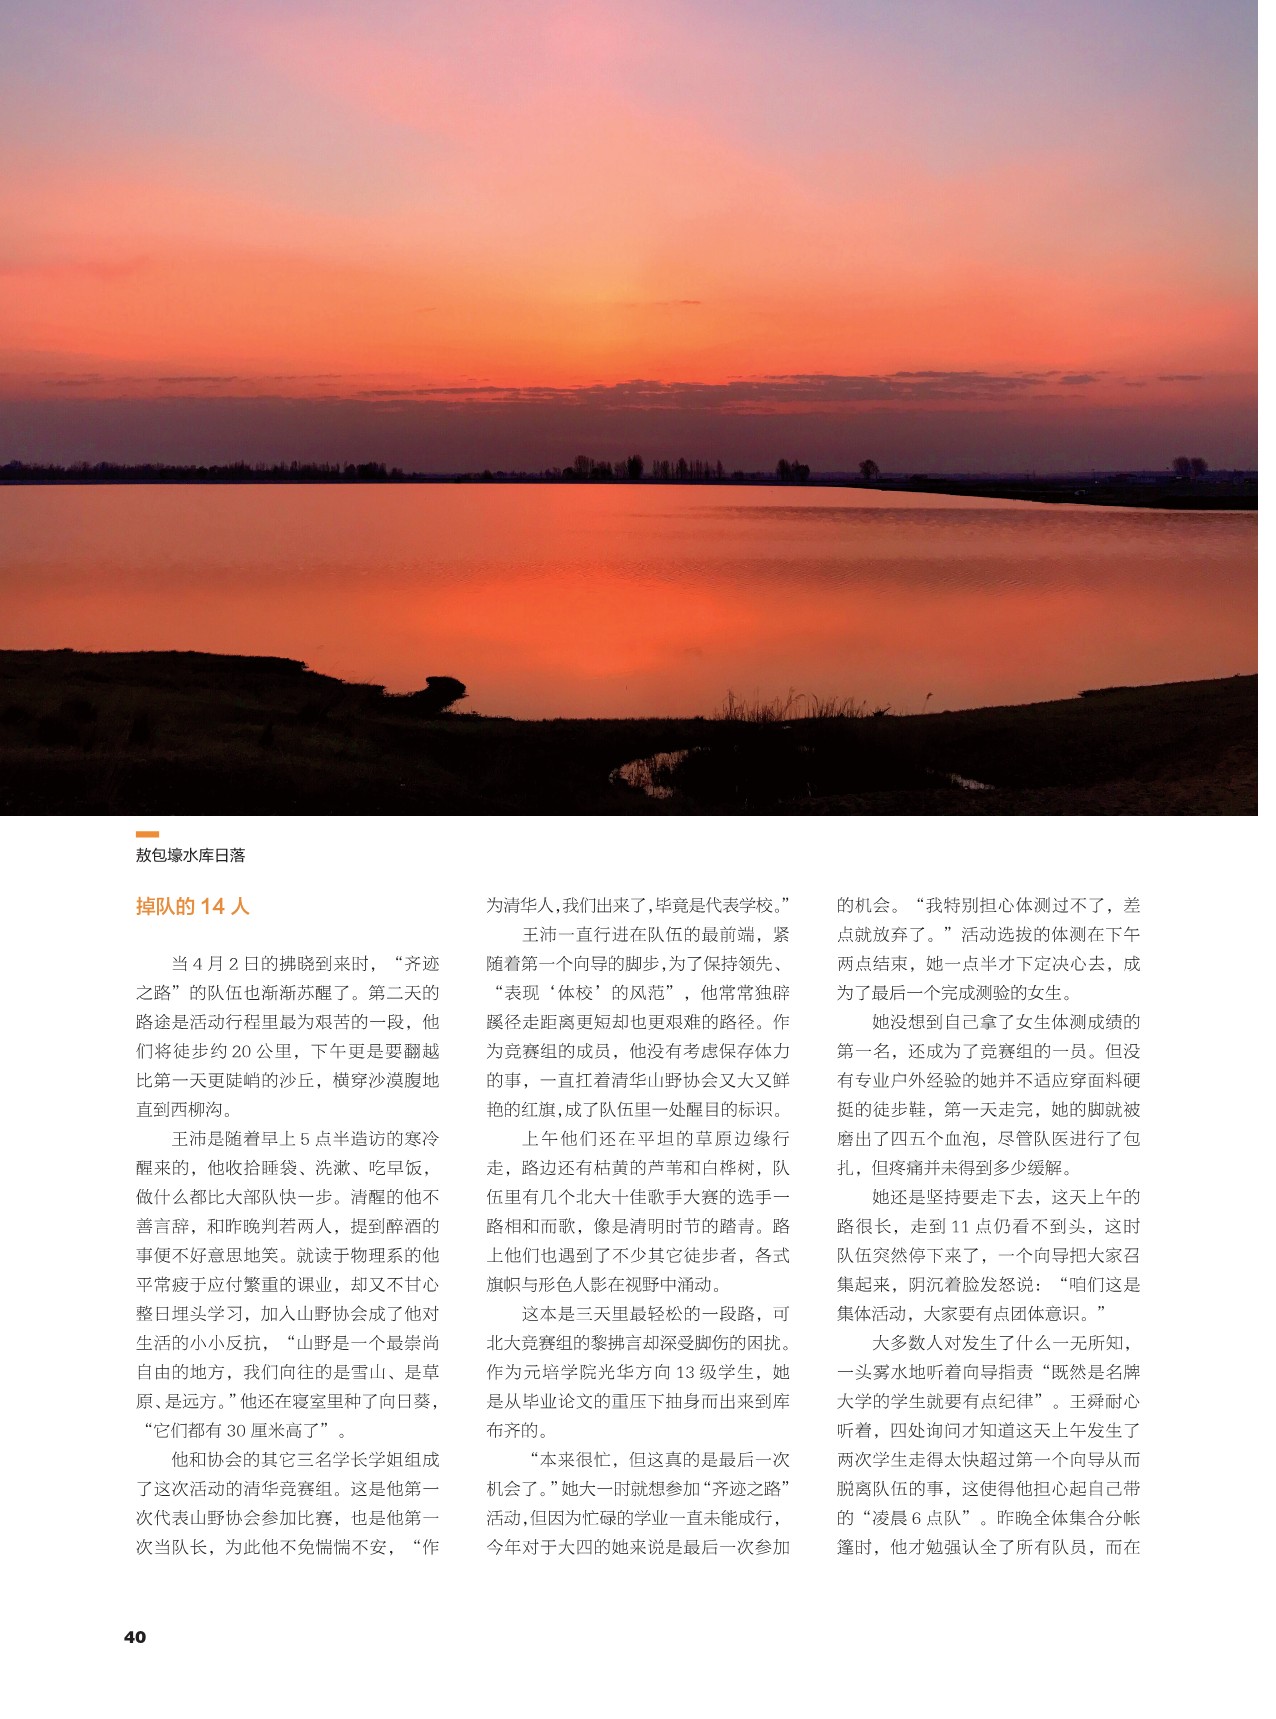 敖包壕水库日落
掉队的 14 人
当 4 月 2 日的拂晓到来时，“齐迹
之路”的队伍也渐渐苏醒了。第二天的
路途是活动行程里最为艰苦的一段，他
们将徒步约 20 公里，下午更是要翻越
比第一天更陡峭的沙丘，横穿沙漠腹地
直到西柳沟。
王沛是随着早上 5 点半造访的寒冷
醒来的，他收拾睡袋、洗漱、吃早饭，
做什么都比大部队快一步。清醒的他不
善言辞，和昨晚判若两人，提到醉酒的
事便不好意思地笑。就读于物理系的他
平常疲于应付繁重的课业，却又不甘心
整日埋头学习，加入山野协会成了他对
生活的小小反抗，“山野是一个最崇尚
自由的地方，我们向往的是雪山、是草
原、是远方。”他还在寝室里种了向日葵，
“它们都有 30 厘米高了”。
他和协会的其它三名学长学姐组成
了这次活动的清华竞赛组。这是他第一
次代表山野协会参加比赛，也是他第一
次当队长，为此他不免惴惴不安，“作
为清华人，我们出来了，毕竟是代表学校。”
王沛一直行进在队伍的最前端，紧
随着第一个向导的脚步，为了保持领先、
“表现‘体校’的风范”，他常常独辟
蹊径走距离更短却也更艰难的路径。作
为竞赛组的成员，他没有考虑保存体力
的事，一直扛着清华山野协会又大又鲜
艳的红旗，成了队伍里一处醒目的标识。
上午他们还在平坦的草原边缘行
走，路边还有枯黄的芦苇和白桦树，队
伍里有几个北大十佳歌手大赛的选手一
路相和而歌，像是清明时节的踏青。路
上他们也遇到了不少其它徒步者，各式
旗帜与形色人影在视野中涌动。
这本是三天里最轻松的一段路，可
北大竞赛组的黎拂言却深受脚伤的困扰。
作为元培学院光华方向 13 级学生，她
是从毕业论文的重压下抽身而出来到库
布齐的。
“本来很忙，但这真的是最后一次
机会了。”她大一时就想参加“齐迹之路”
活动，但因为忙碌的学业一直未能成行，
今年对于大四的她来说是最后一次参加
的机会。“我特别担心体测过不了，差
点就放弃了。”活动选拔的体测在下午
两点结束，她一点半才下定决心去，成
为了最后一个完成测验的女生。
她没想到自己拿了女生体测成绩的
第一名，还成为了竞赛组的一员。但没
有专业户外经验的她并不适应穿面料硬
挺的徒步鞋，第一天走完，她的脚就被
磨出了四五个血泡，尽管队医进行了包
扎，但疼痛并未得到多少缓解。
她还是坚持要走下去，这天上午的
路很长，走到 11 点仍看不到头，这时
队伍突然停下来了，一个向导把大家召
集起来，阴沉着脸发怒说：“咱们这是
集体活动，大家要有点团体意识。”
大多数人对发生了什么一无所知，
一头雾水地听着向导指责“既然是名牌
大学的学生就要有点纪律”。王舜耐心
听着，四处询问才知道这天上午发生了
两次学生走得太快超过第一个向导从而
脱离队伍的事，这使得他担心起自己带
的“凌晨 6 点队”。昨晚全体集合分帐
篷时，他才勉强认全了所有队员，而在
40